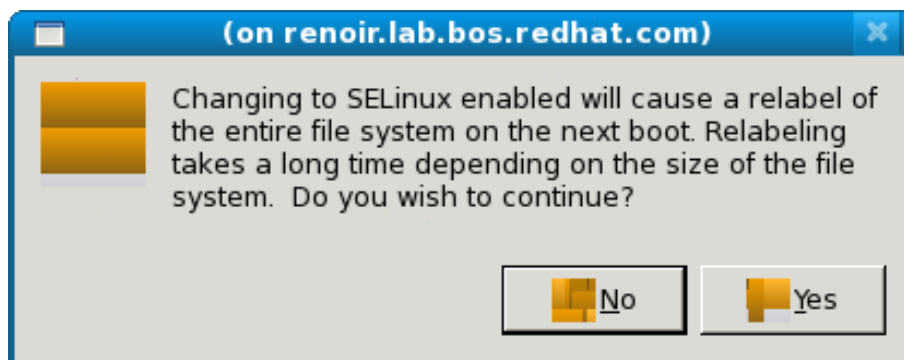 (on renoir.lab.bos.redhat.com)
Changing to SELinux enabled will cause a relabel of
the entire file system on the next boot. Relabeling
takes a long time depending on the size of the file
system.  Do you wish to continue?
No
Yes